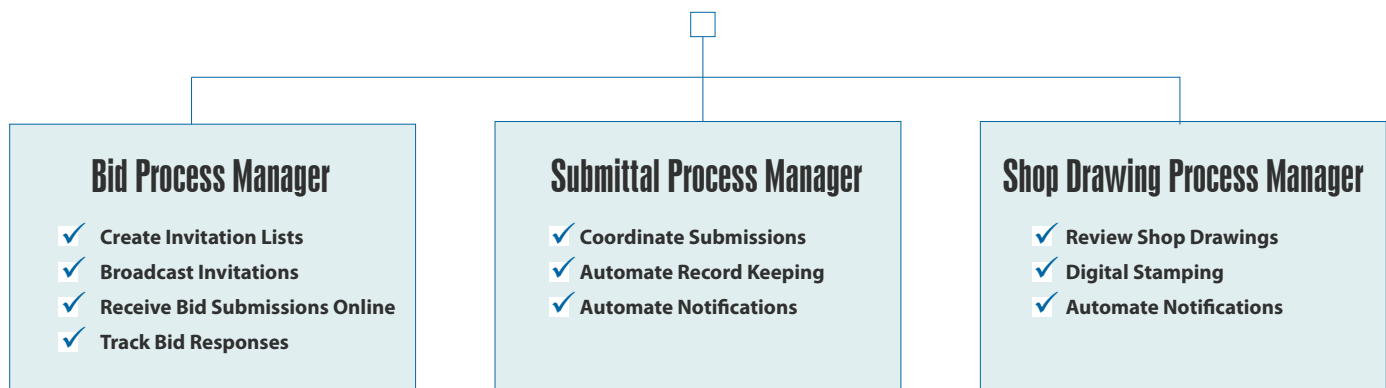 Bid Process Manager
Create Invitation Lists
Broadcast Invitations
Receive Bid Submissions Online
Track Bid Responses
Submittal Process Manager
Coordinate Submissions
Automate Record Keeping
Automate Notifications
Shop Drawing Process Manager
Review Shop Drawings
Digital Stamping
Automate Notifications